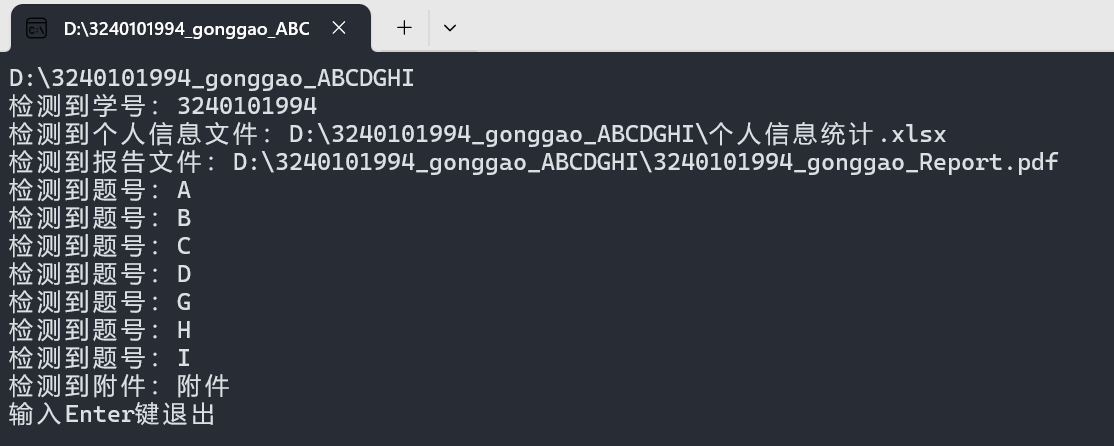 D:\3240101994_gonggao_ABC
D:\3240101994_gonggao_ABCDGHI
检测到学号: 3240101994
检测到个人信息文件: D:\3240101994_gonggao_ABCDGHI\个人信息统计.xlsx
检测到报告文件: D:\3240101994_gonggao_ABCDGHI\3240101994_gonggao_Report.pdf
检测到题号: A
检测到题号: B
检测到题号: C
检测到题号: D
检测到题号: G
检测到题号: H
检测到题号: I
检测到附件: 附件
输入Enter键退出